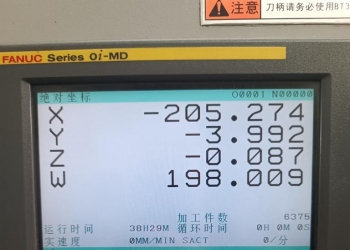 注意
刀柄请务必使用BT3
FANUC Series 0i-MD
绝对坐标 O0001 N00000
X -205.274
Y -3.992
Z -0.087
W 198.009
加工件数 6375
运行时间 38H29M 循环时间 0H 0M 0S
实速度 0MM/MIN SACT 0/分